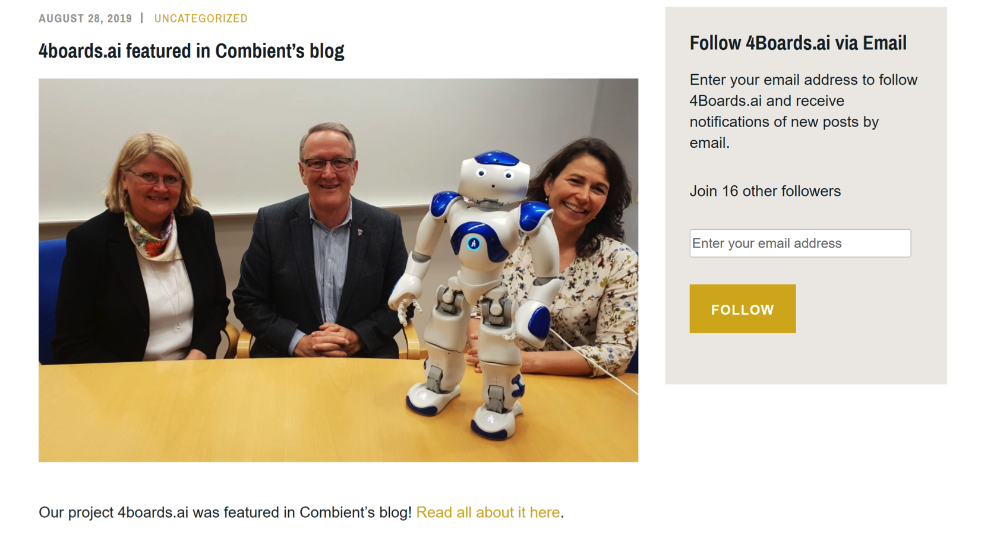 AUGUST 28, 2019 | UNCATEGORIZED
4boards.ai featured in Combient’s blog
Our project 4boards.ai was featured in Combient’s blog! Read all about it here.
Follow 4Boards.ai via Email
Enter your email address to follow
4Boards.ai and receive
notifications of new posts by
email.
Join 16 other followers
Enter your email address
FOLLOW